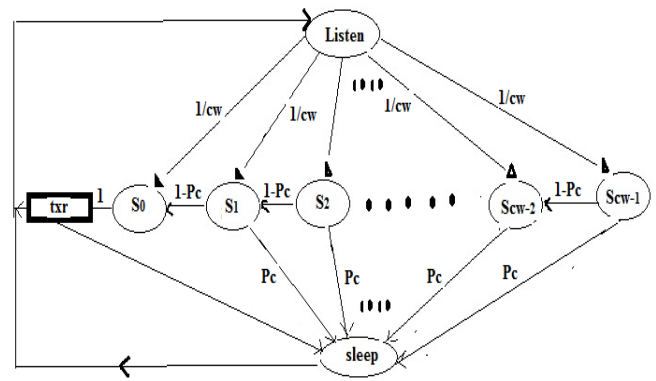 Listen
1/cw
1/cw
1/cw
1/cw
1-Pc
1-Pc
1-Pc
1
txr
S0
S1
S2
Scw-2
Scw-1
Pc
Pc
Pc
Pc
sleep